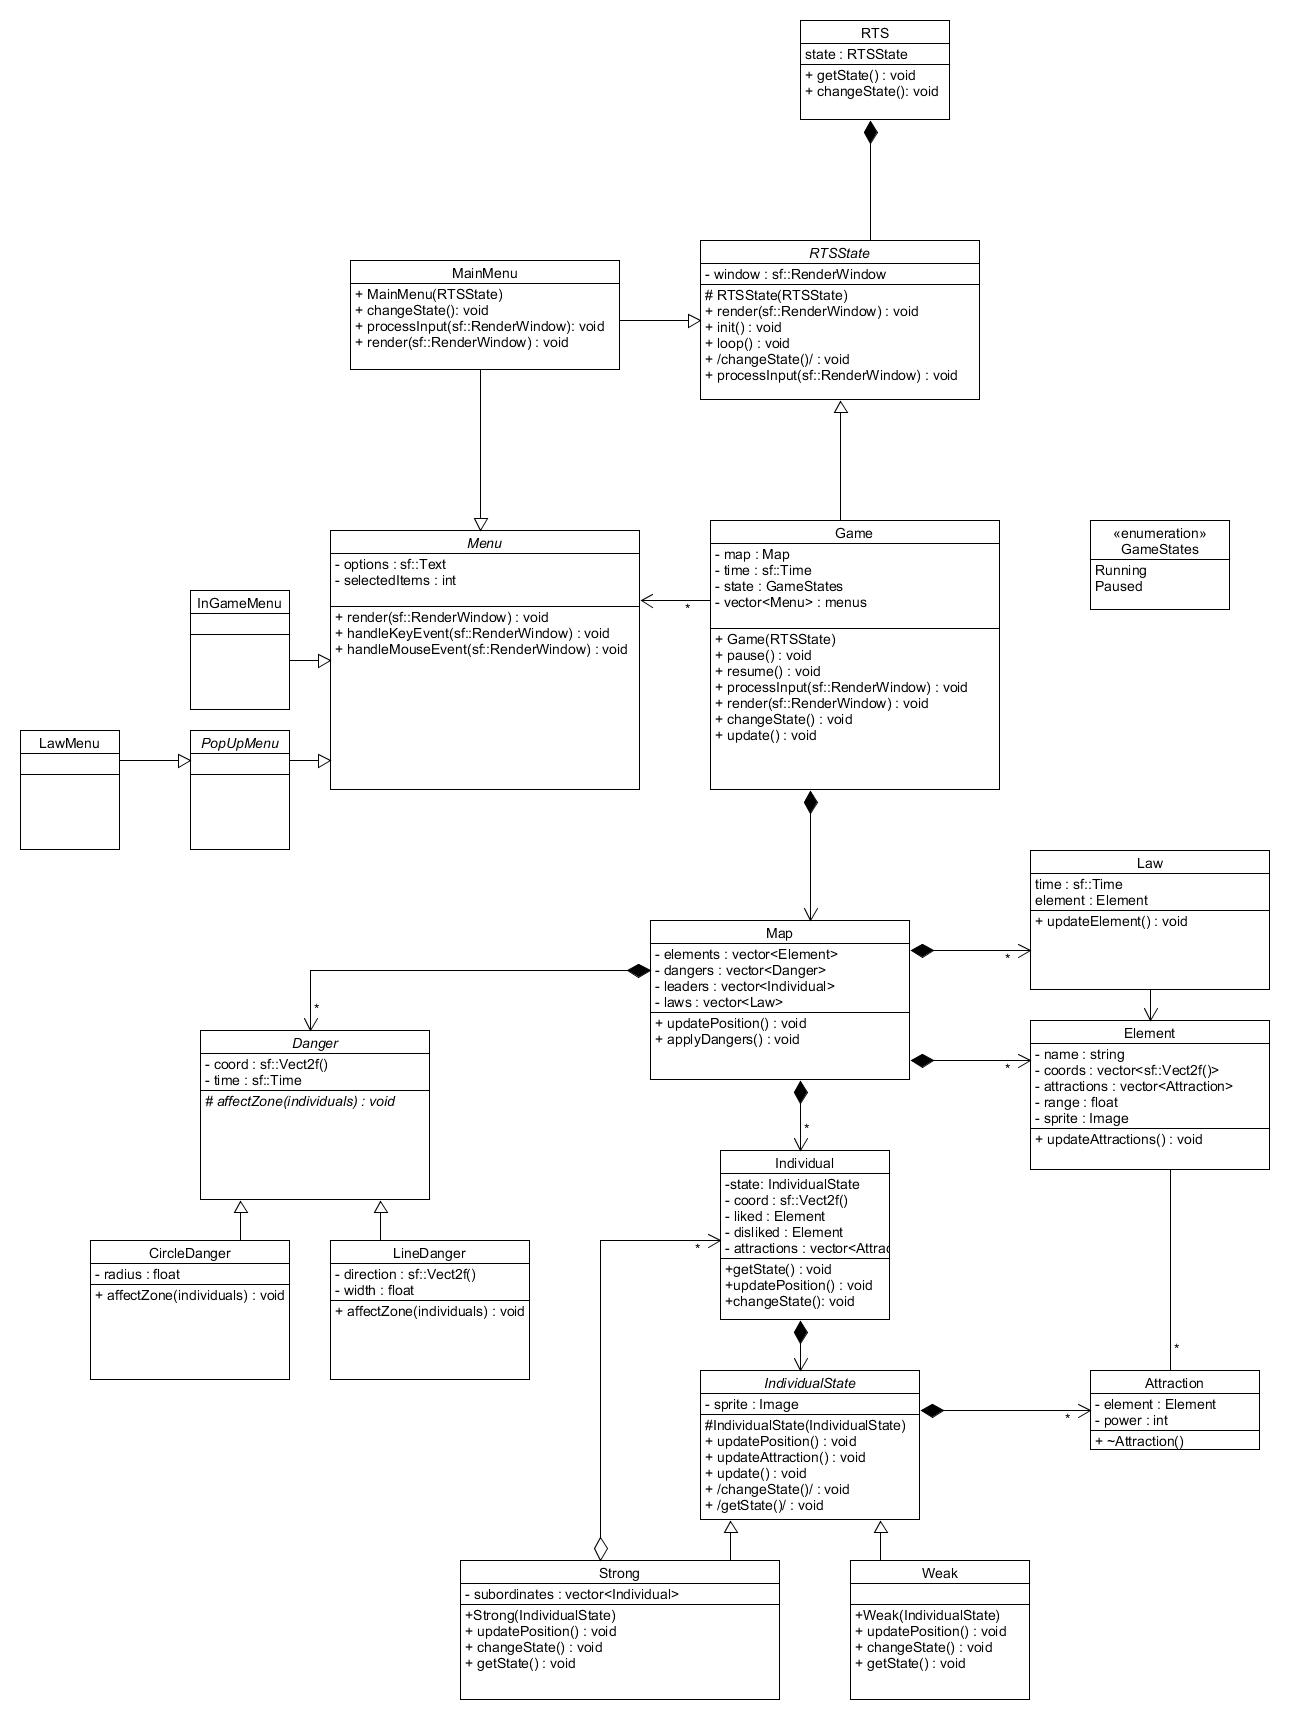 RTS
state : RTSState
+ getState() : void
+ changeState(): void
RTSState
- window : sf::RenderWindow
# RTSState(RTSState)
+ render(sf::RenderWindow) : void
+ init() : void
+ loop() : void
+ /changeState()/ : void
+ processInput(sf::RenderWindow) : void
MainMenu
+ MainMenu(RTSState)
+ changeState(): void
+ processInput(sf::RenderWindow): void
+ render(sf::RenderWindow) : void
Menu
- options : sf::Text
- selectedItems : int
+ render(sf::RenderWindow) : void
+ handleKeyEvent(sf::RenderWindow) : void
+ handleMouseEvent(sf::RenderWindow) : void
*
Game
- map : Map
- time : sf::Time
- state : GameStates
- vector<Menu> : menus
+ Game(RTSState)
+ pause() : void
+ resume() : void
+ processInput(sf::RenderWindow) : void
+ render(sf::RenderWindow) : void
+ changeState() : void
+ update() : void
«enumeration»
GameStates
Running
Paused
InGameMenu
LawMenu
PopUpMenu
Law
time : sf::Time
element : Element
+ updateElement() : void
Map
- elements : vector<Element>
- dangers : vector<Danger>
- leaders : vector<Individual>
- laws : vector<Law>
+ updatePosition() : void
+ applyDangers() : void
*
*
*
*
Danger
- coord : sf::Vect2f()
- time : sf::Time
# affectZone(individuals) : void
Element
- name : string
- coords : vector<sf::Vect2f()>
- attractions : vector<Attraction>
- range : float
- sprite : Image
+ updateAttractions() : void
Individual
-state: IndividualState
- coord : sf::Vect2f()
- liked : Element
- disliked : Element
- attractions : vector<Attrac
+getState() : void
+updatePosition() : void
+changeState(): void
*
CircleDanger
- radius : float
+ affectZone(individuals) : void
LineDanger
- direction : sf::Vect2f()
- width : float
+ affectZone(individuals) : void
*
IndividualState
- sprite : Image
#IndividualState(IndividualState)
+ updatePosition() : void
+ updateAttraction() : void
+ update() : void
+ /changeState()/ : void
+ /getState()/ : void
*
Attraction
- element : Element
- power : int
+ ~Attraction()
Strong
- subordinates : vector<Individual>
+Strong(IndividualState)
+ updatePosition() : void
+ changeState() : void
+ getState() : void
Weak
+Weak(IndividualState)
+ updatePosition() : void
+ changeState() : void
+ getState() : void